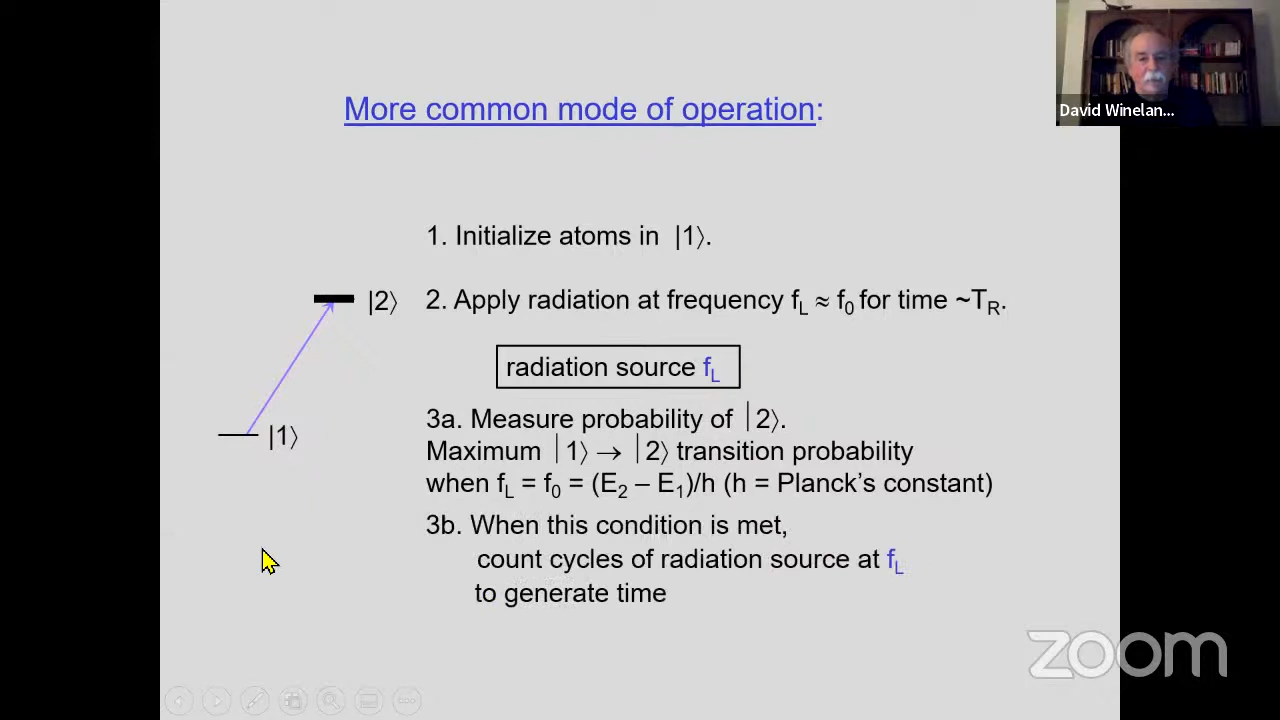 More common mode of operation:
David Winelan...
1. Initialize atoms in |1⟩.
|2⟩
2. Apply radiation at frequency fL ≈ f0 for time ~TR.
radiation source fL
3a. Measure probability of |2⟩.
|1⟩
Maximum |1⟩ → |2⟩ transition probability
when fL = f0 = (E2 – E1)/h (h = Planck's constant)
3b. When this condition is met,
count cycles of radiation source at fL
to generate time
zoom